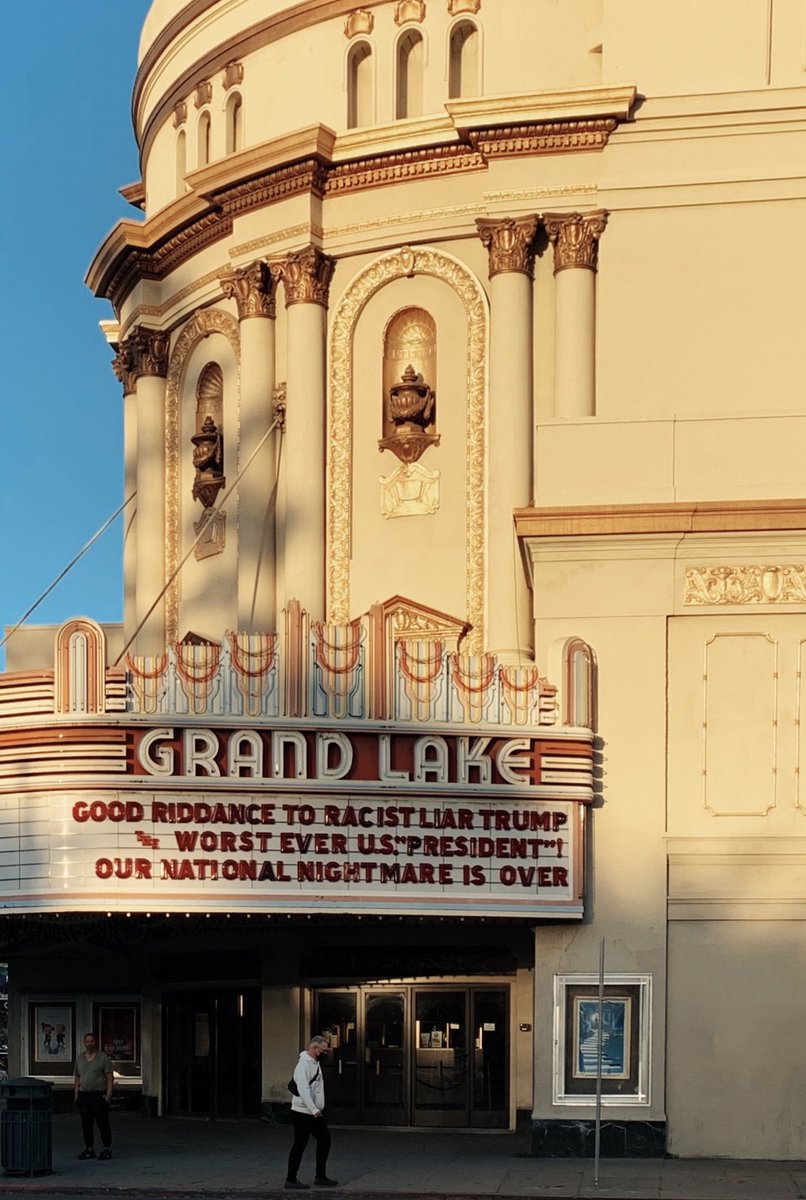 GRAND LAKE
GOOD RIDDANCE TO RACIST LIAR TRUMP
THE WORST EVER U.S. "PRESIDENT"!
OUR NATIONAL NIGHTMARE IS OVER